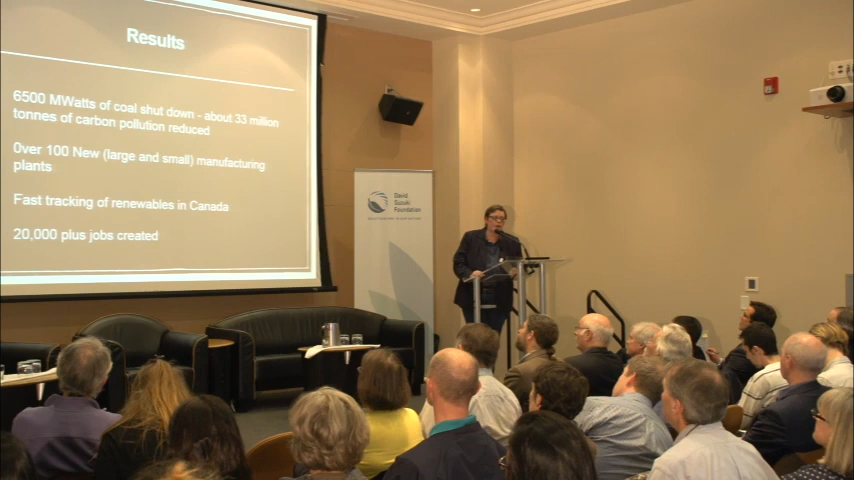 Results
6500 MWatts of coal shut down - about 33 million
tonnes of carbon pollution reduced
0ver 100 New (large and small) manufacturing
plants
Fast tracking of renewables in Canada
20,000 plus jobs created
David
Suzuki
Foundation